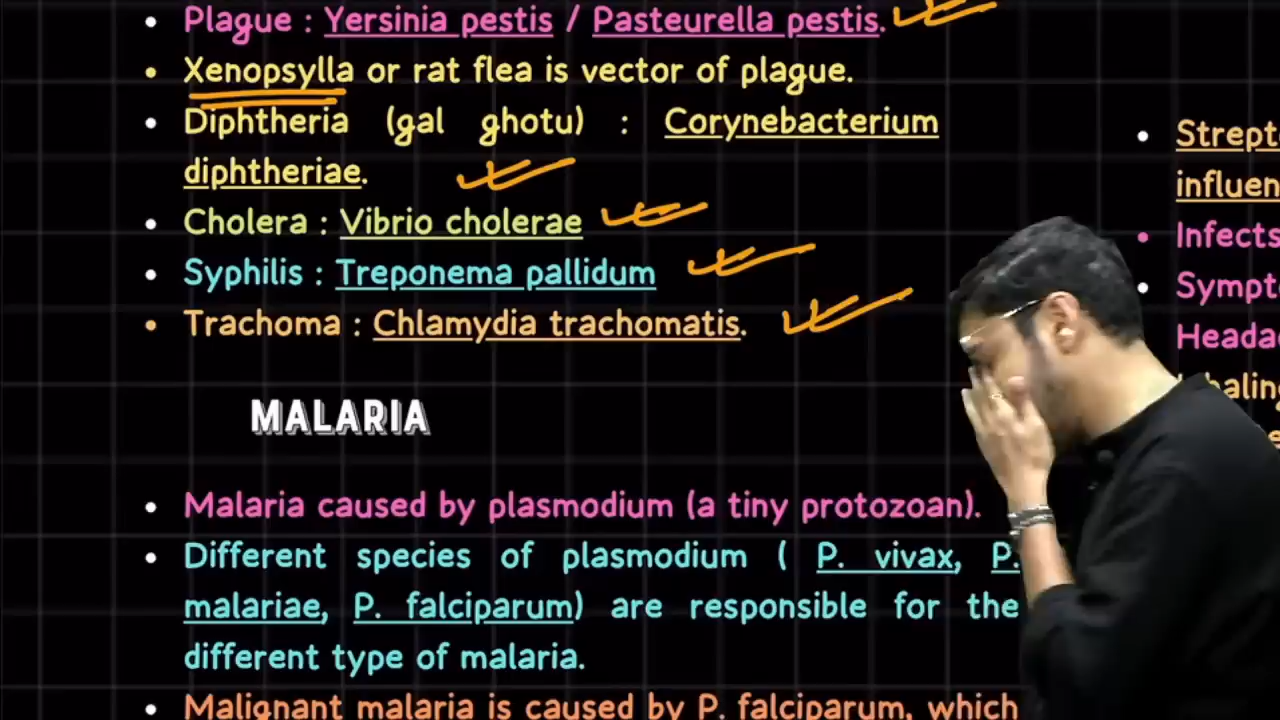 • Plague : Yersinia pestis / Pasteurella pestis.
• Xenopsylla or rat flea is vector of plague.
• Diphtheria (gal ghotu) : Corynebacterium
diphtheriae.
• Cholera : Vibrio cholerae
• Syphilis : Treponema pallidum
• Trachoma : Chlamydia trachomatis.
MALARIA
• Malaria caused by plasmodium (a tiny protozoan).
• Different species of plasmodium ( P. vivax, P.
malariae, P. falciparum) are responsible for the
different type of malaria.
• Malignant malaria is caused by P. falciparum, which
• Strept
influen
• Infects
• Sympto
Heada